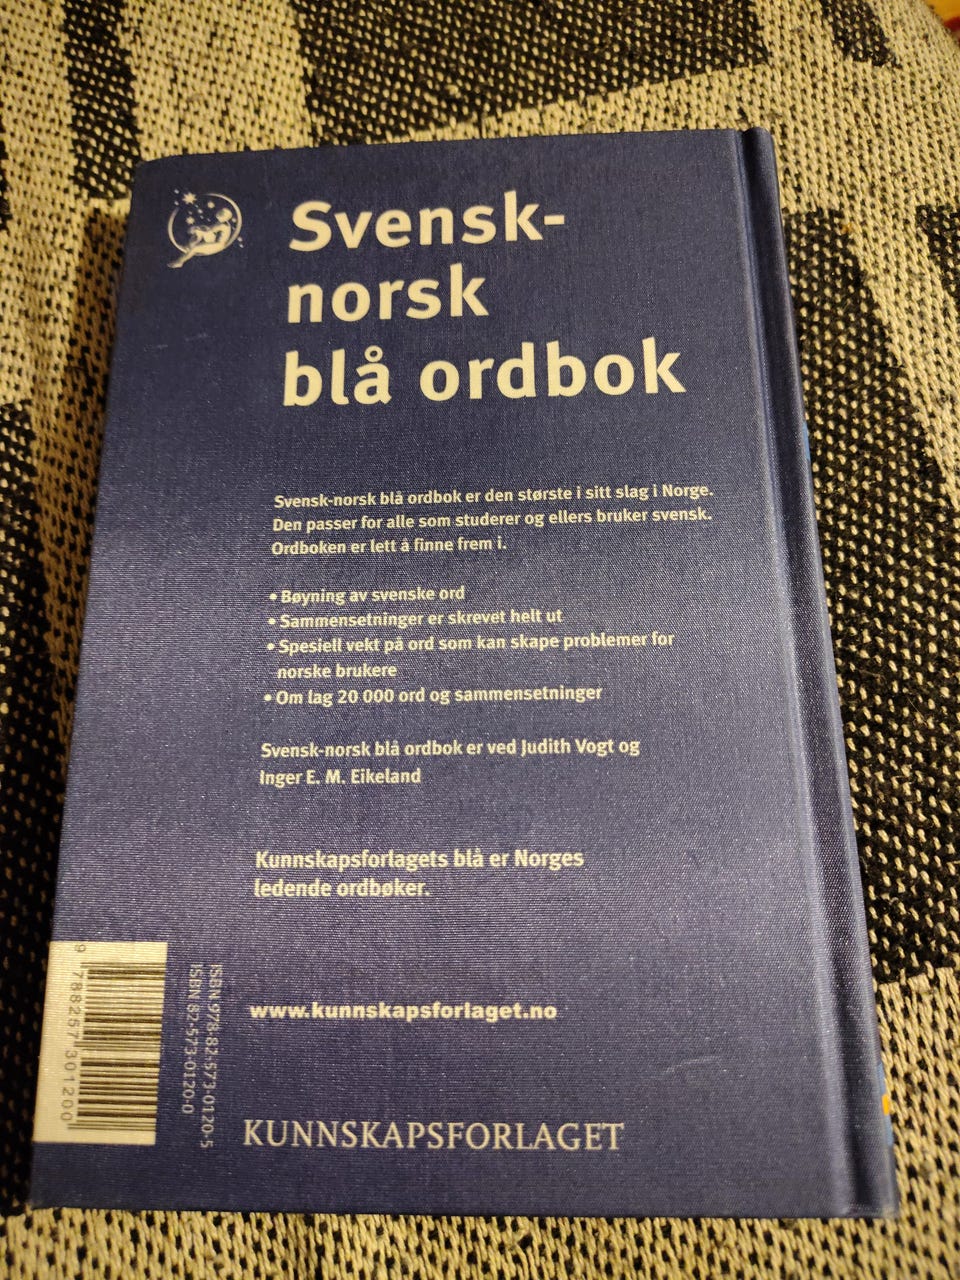 Svensk-
norsk
blå ordbok
Svensk-norsk blå ordbok er den største i sitt slag i Norge.
Den passer for alle som studerer og ellers bruker svensk.
Ordboken er lett å finne frem i.
• Bøyning av svenske ord
• Sammensetninger er skrevet helt ut
• Spesiell vekt på ord som kan skape problemer for
norske brukere
• Om lag 20 000 ord og sammensetninger
Svensk-norsk blå ordbok er ved Judith Vogt og
Inger E. M. Eikeland
Kunnskapsforlagets blå er Norges
ledende ordbøker.
www.kunnskapsforlaget.no
KUNNSKAPSFORLAGET
ISBN 978-82-573-0120-5
ISBN 82-573-0120-0
9 788257 301200